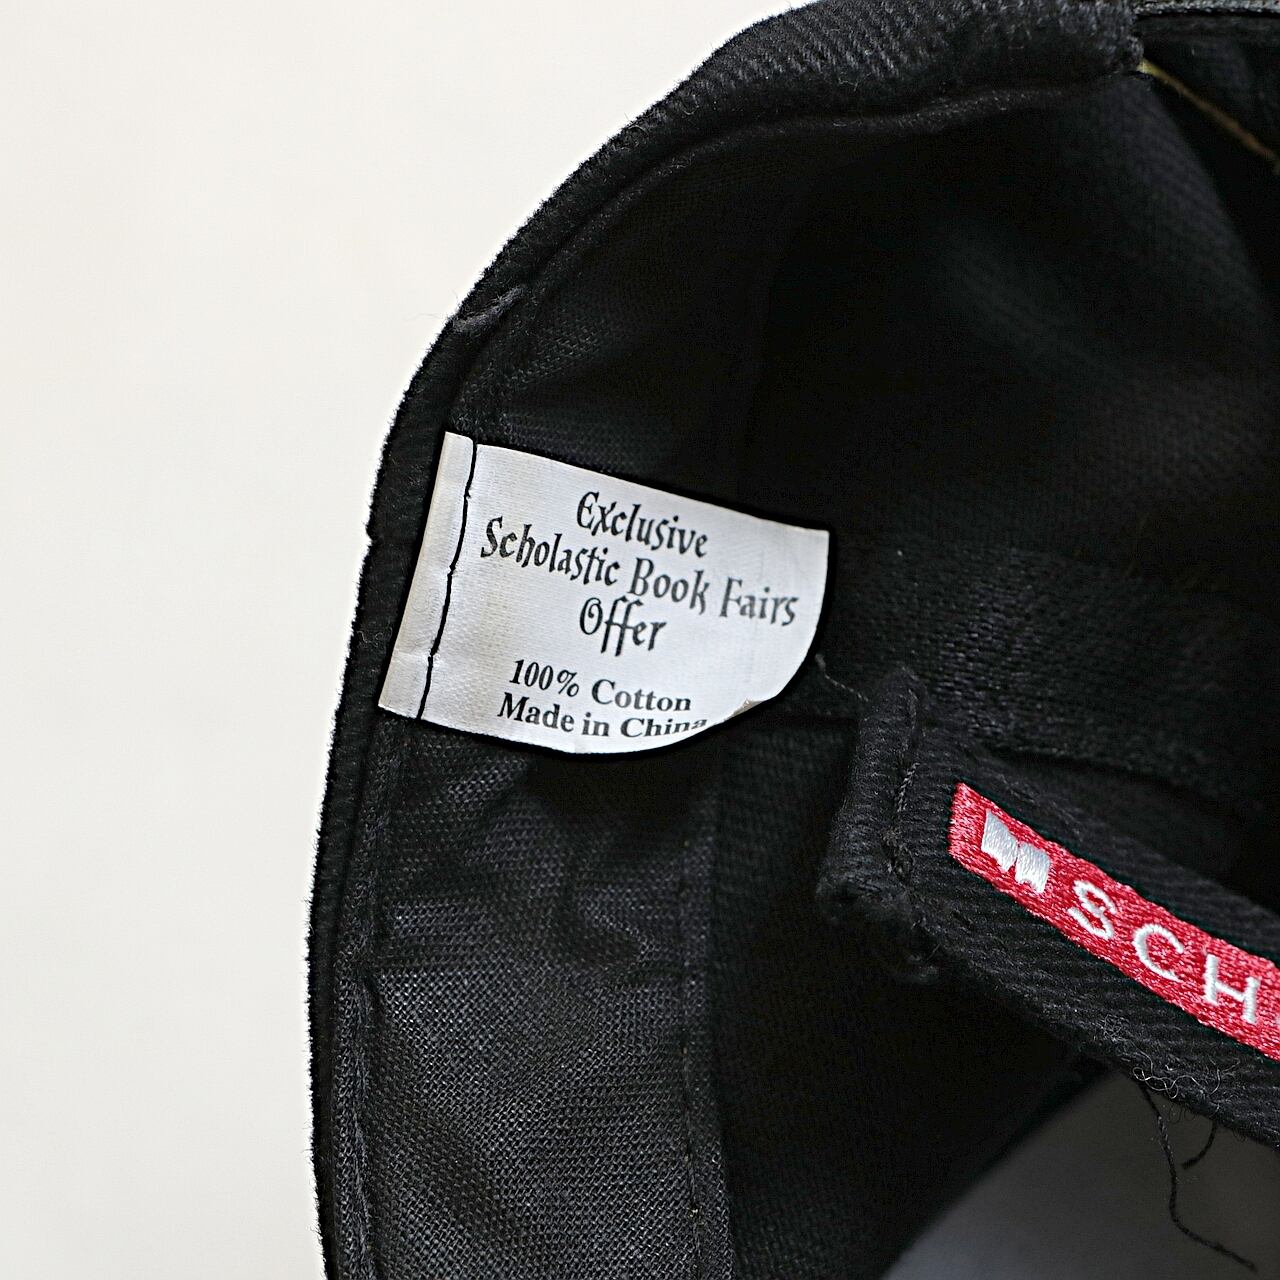 Exclusive
Scholastic Book Fairs
Offer
100% Cotton
Made in China
SCH